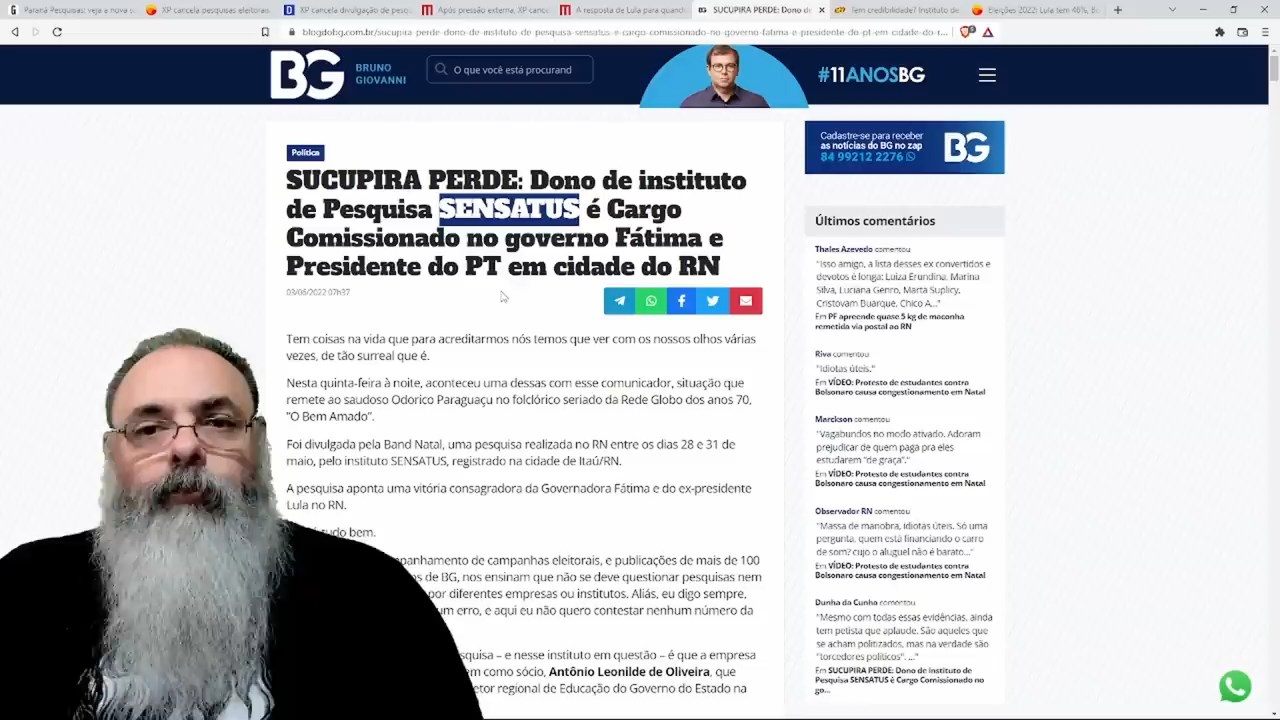 Paraná Pesquisas: veja a nova su
XP cancela pesquisas eleitorais
XP cancela divulgação de pesqu
Após pressão externa, XP cance
A resposta de Lula para quando
SUCUPIRA PERDE: Dono de
Tem credibilidade? Instituto de
Eleições 2022: Lula tem 48%, B
blogdobg.com.br/sucupira-perde-dono-de-instituto-de-pesquisa-sensatus-e-cargo-comissionado-no-governo-fatima-e-presidente-do-pt-em-cidade-do-r...
BG
BRUNO
GIOVANNI
O que você está procurand
#11ANOSBG
Política
SUCUPIRA PERDE: Dono de instituto
de Pesquisa SENSATUS é Cargo
Comissionado no governo Fátima e
Presidente do PT em cidade do RN
03/06/2022 07h37
Tem coisas na vida que para acreditarmos nós temos que ver com os nossos olhos várias
vezes, de tão surreal que é.
Nesta quinta-feira à noite, aconteceu uma dessas com esse comunicador, situação que
remete ao saudoso Odorico Paraguaçu no folclórico seriado da Rede Globo dos anos 70,
"O Bem Amado".
Foi divulgada pela Band Natal, uma pesquisa realizada no RN entre os dias 28 e 31 de
maio, pelo instituto SENSATUS, registrado na cidade de Itaú/RN.
A pesquisa aponta uma vitória consagradora da Governadora Fátima e do ex-presidente
Lula no RN.
tudo bem.
panhamento de campanhas eleitorais, e publicações de mais de 100
os de BG, nos ensinam que não se deve questionar pesquisas nem
por diferentes empresas ou institutos. Aliás, eu digo sempre,
um erro, e aqui eu não quero contestar nenhum número da
squisa – e nesse instituto em questão – é que a empresa
em como sócio, Antônio Leonilde de Oliveira, que
etor regional de Educação do Governo do Estado na
Cadastre-se para receber
as notícias do BG no zap
84 99212 2276
BG
Últimos comentários
Thales Azevedo comentou
"Isso amigo, a lista desses ex convertidos e
devotos é longa: Luiza Erundina, Marina
Silva, Luciana Genro, Marta Suplicy,
Cristovam Buarque, Chico A..."
Em PF apreende quase 5 kg de maconha
remetida via postal ao RN
Riva comentou
"Idiotas úteis."
Em VÍDEO: Protesto de estudantes contra
Bolsonaro causa congestionamento em Natal
Marckson comentou
"Vagabundos no modo ativado. Adoram
prejudicar de quem paga pra eles
estudarem "de graça"."
Em VÍDEO: Protesto de estudantes contra
Bolsonaro causa congestionamento em Natal
Observador RN comentou
"Massa de manobra, idiotas úteis. Só uma
pergunta, quem está financiando o carro
de som? cujo o aluguel não é barato..."
Em VÍDEO: Protesto de estudantes contra
Bolsonaro causa congestionamento em Natal
Dunha da Cunha comentou
"Mesmo com todas essas evidências, ainda
tem petista que aplaude. São aqueles que
se acham politizados, mas na verdade são
"torcedores políticos". ..."
Em SUCUPIRA PERDE: Dono de instituto de
Pesquisa SENSATUS é Cargo Comissionado no
go...